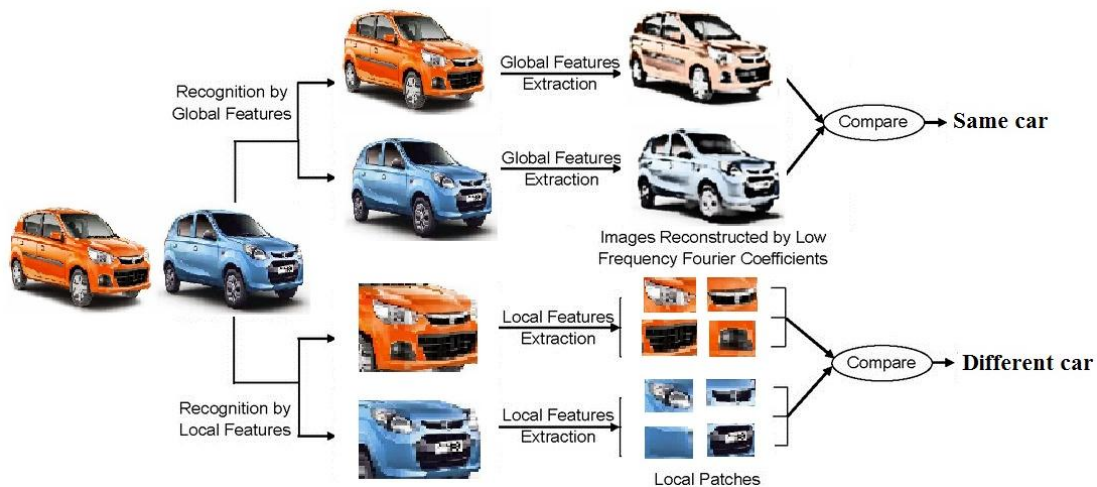 Recognition by
Global Features
Global Features
Extraction
Global Features
Extraction
Compare
Same car
Images Reconstructed by Low
Frequency Fourier Coefficients
Recognition by
Local Features
Local Features
Extraction
Local Features
Extraction
Compare
Different car
Local Patches